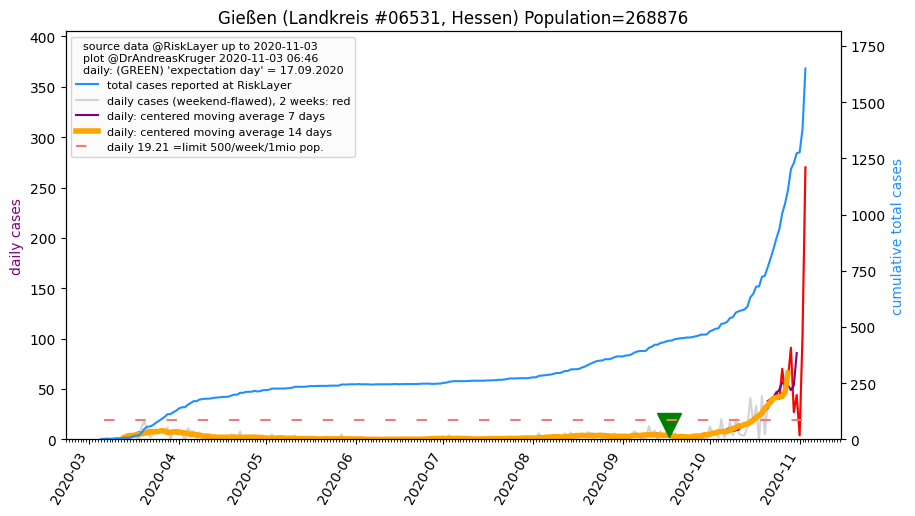 Gießen (Landkreis #06531, Hessen) Population=268876
source data @RiskLayer up to 2020-11-03
plot @DrAndreasKruger 2020-11-03 06:46
daily: (GREEN) 'expectation day' = 17.09.2020
total cases reported at RiskLayer
daily cases (weekend-flawed), 2 weeks: red
daily: centered moving average 7 days
daily: centered moving average 14 days
daily 19.21 =limit 500/week/1mio pop.
daily cases
400
350
300
250
200
150
100
50
0
cumulative total cases
1750
1500
1250
1000
750
500
250
0
2020-03
2020-04
2020-05
2020-06
2020-07
2020-08
2020-09
2020-10
2020-11